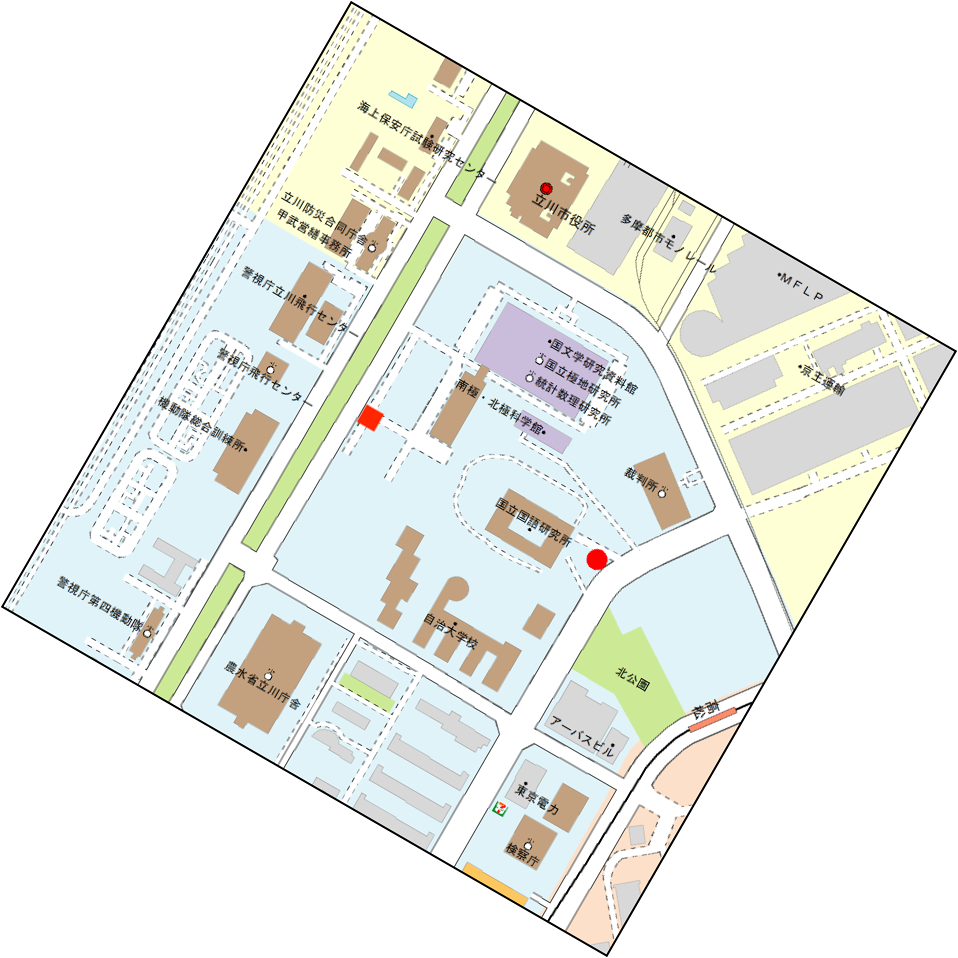 海上保安庁試験研究センター
立川市役所
多摩都市モノレール
立川防災合同庁舎
甲武営繕事務所
MFLP
警視庁立川飛行センター
国文学研究資料館
国立極地研究所
統計数理研究所
京王運輸
警視庁飛行センター
南極・北極科学館
機動隊総合訓練所
裁判所
国立国語研究所
警視庁第四機動隊
自治大学校
北公園
農水省立川庁舎
高松
アーバスビル
東京電力
検察庁